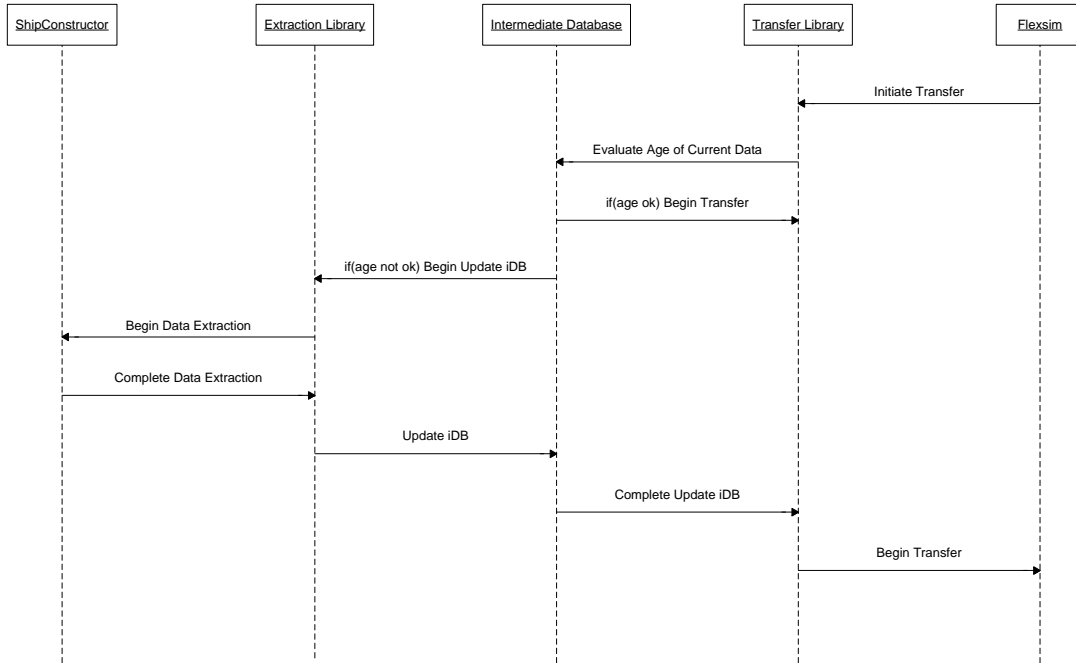 ShipConstructor
Extraction Library
Intermediate Database
Transfer Library
Flexsim
Initiate Transfer
Evaluate Age of Current Data
if(age ok) Begin Transfer
if(age not ok) Begin Update iDB
Begin Data Extraction
Complete Data Extraction
Update iDB
Complete Update iDB
Begin Transfer